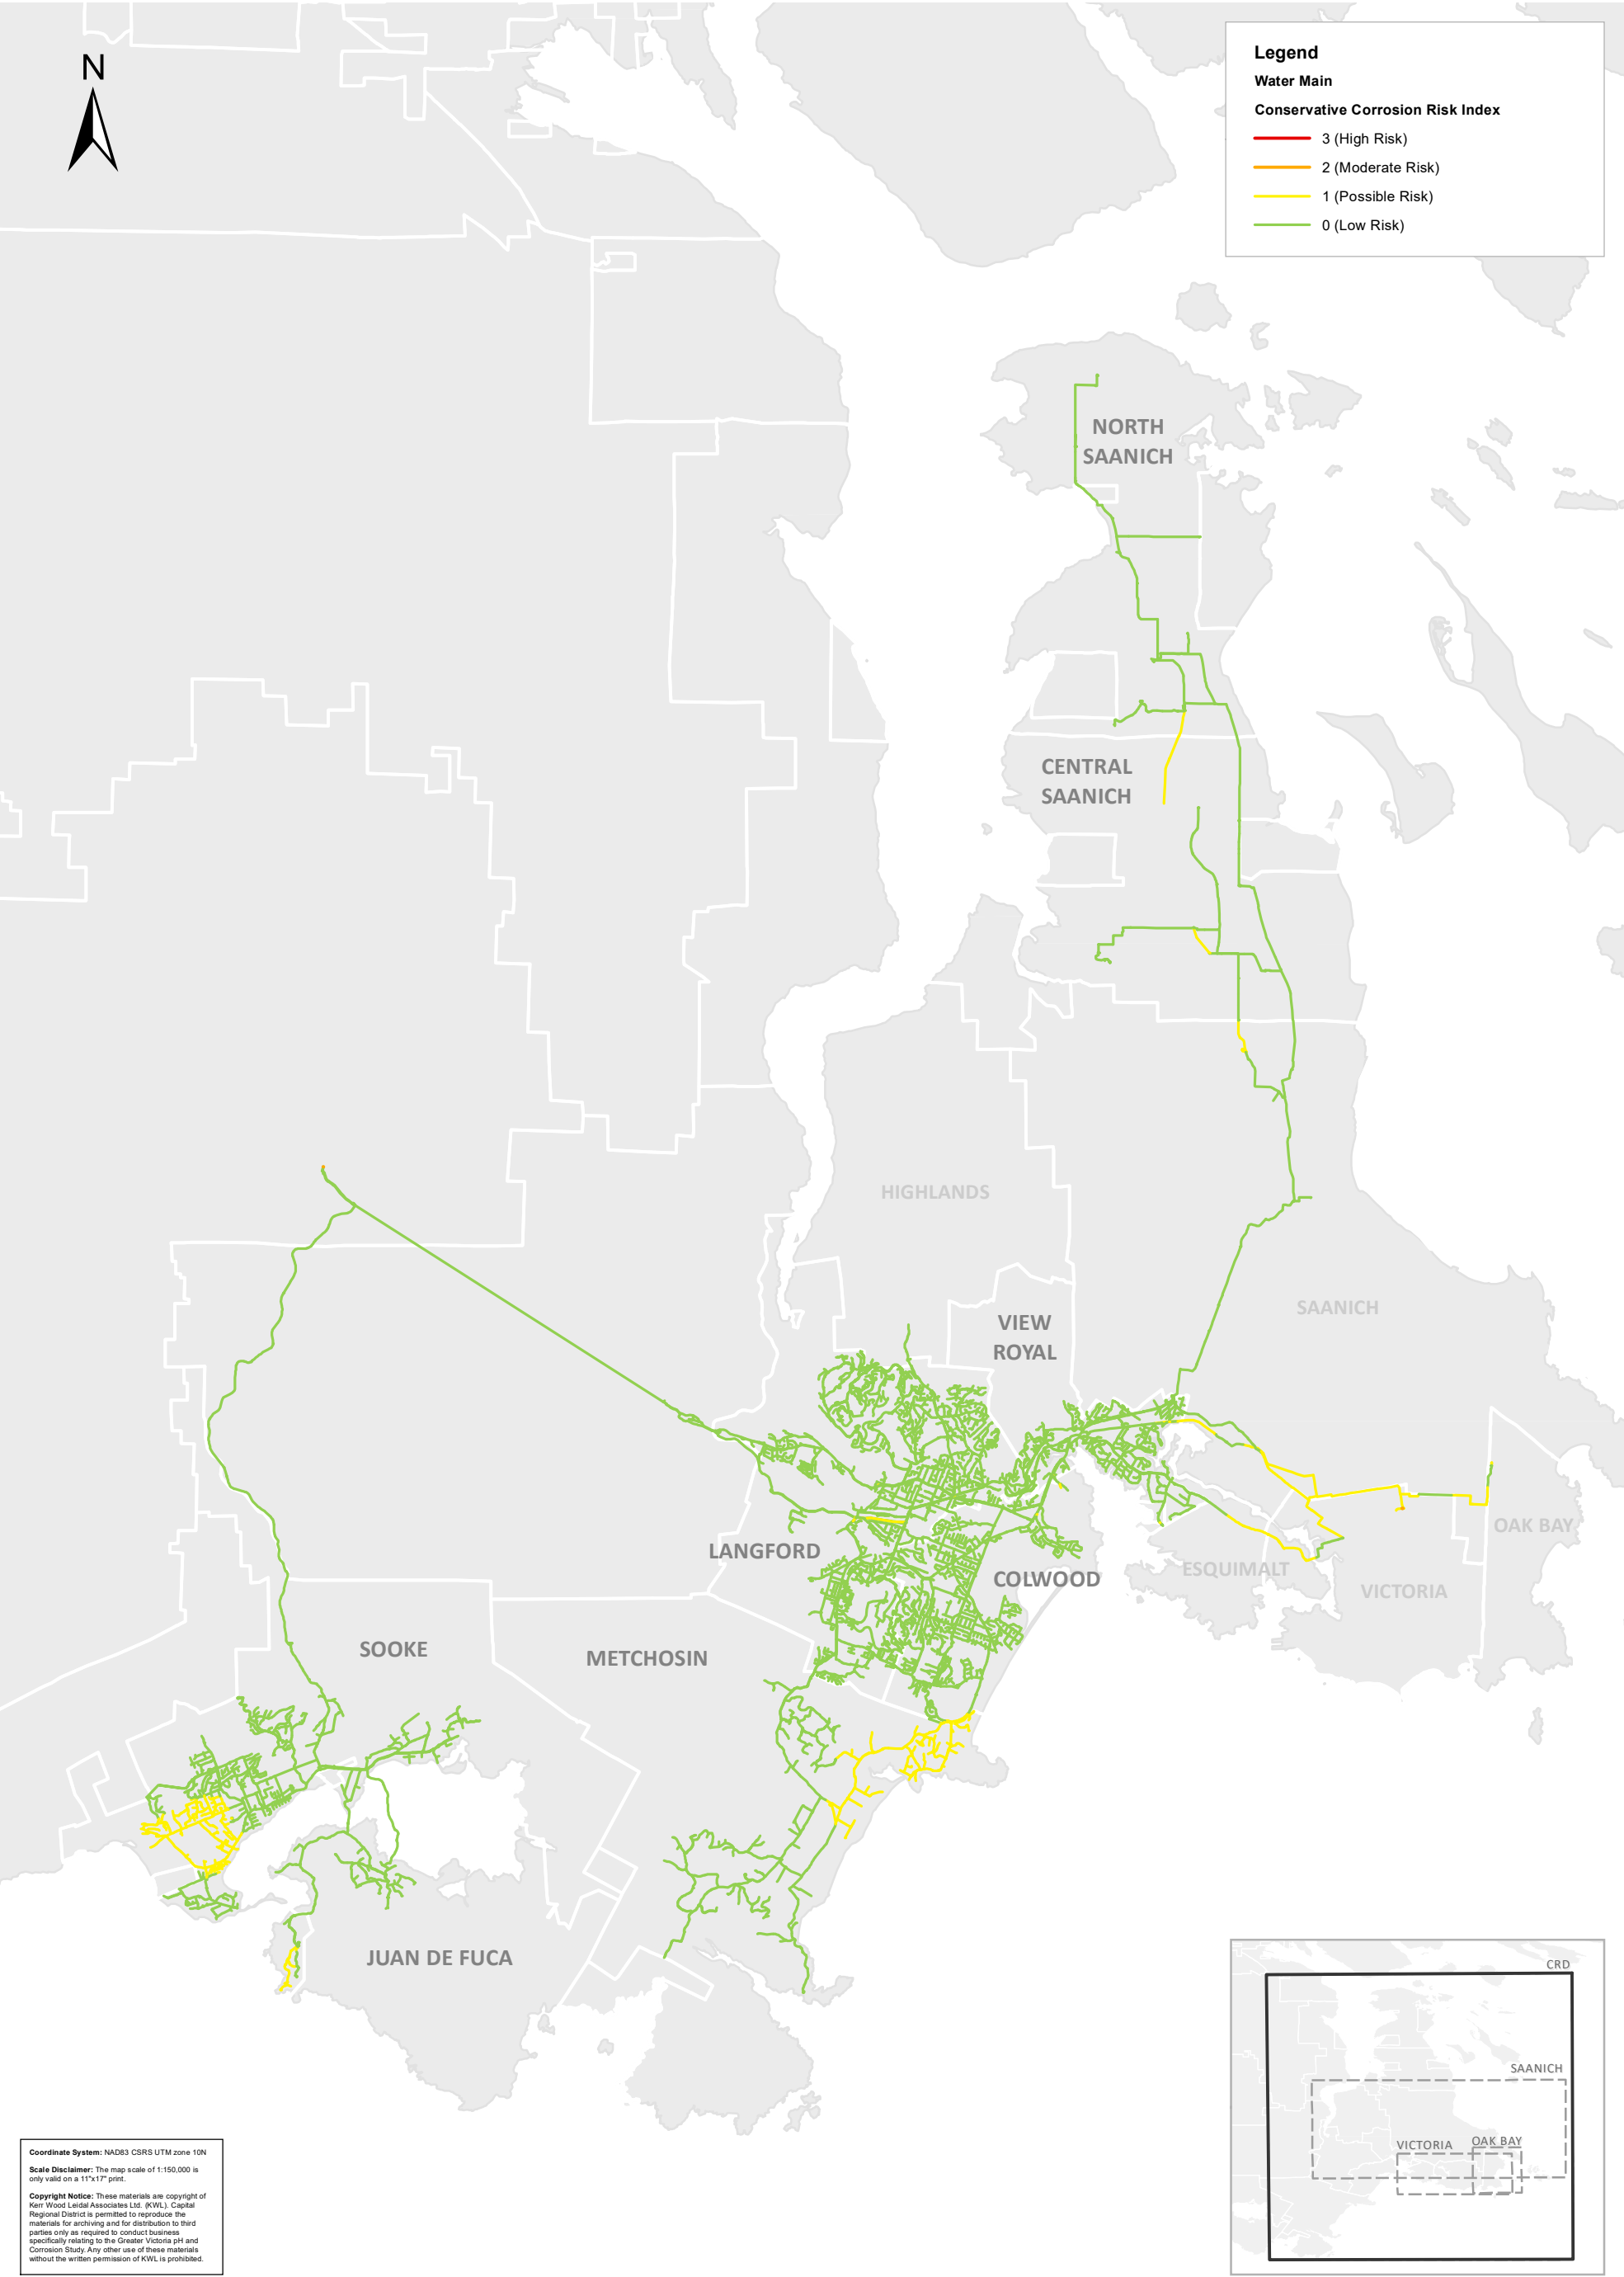 N
Legend
Water Main
Conservative Corrosion Risk Index
3 (High Risk)
2 (Moderate Risk)
1 (Possible Risk)
0 (Low Risk)
NORTH
SAANICH
CENTRAL
SAANICH
HIGHLANDS
SAANICH
VIEW
ROYAL
OAK BAY
LANGFORD
COLWOOD
ESQUIMALT
VICTORIA
SOOKE
METCHOSIN
JUAN DE FUCA
CRD
SAANICH
VICTORIA
OAK BAY
Coordinate System: NAD83 CSRS UTM zone 10N
Scale Disclaimer: The map scale of 1:150,000 is
only valid on a 11"x17" print.
Copyright Notice: These materials are copyright of
Kerr Wood Leidal Associates Ltd. (KWL). Capital
Regional District is permitted to reproduce the
materials for archiving and for distribution to third
parties only as required to conduct business
specifically relating to the Greater Victoria pH and
Corrosion Study. Any other use of these materials
without the written permission of KWL is prohibited.